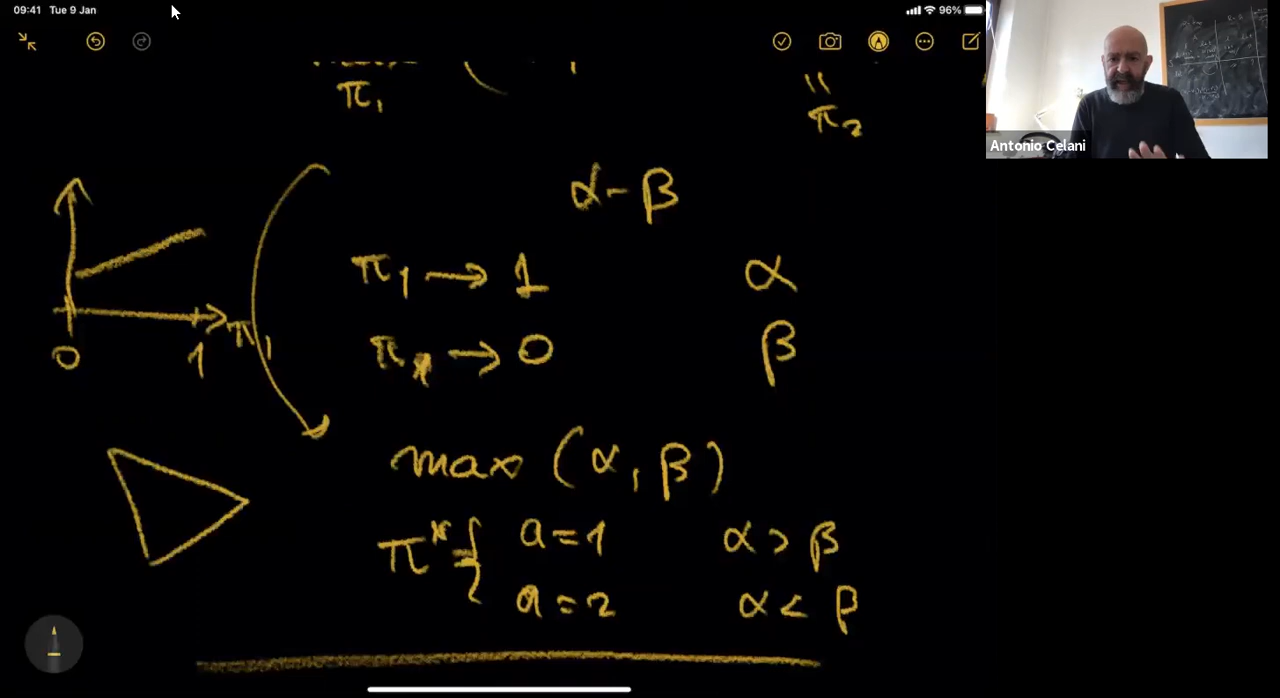 09:41 Tue 9 Jan
96%
π₁
"
π₂
α - β
π₁ → 1 α
π₁ → 0 β
0 1 π₁
max (α, β)
π* = { a = 1 α > β
a = 2 α < β
Antonio Celani